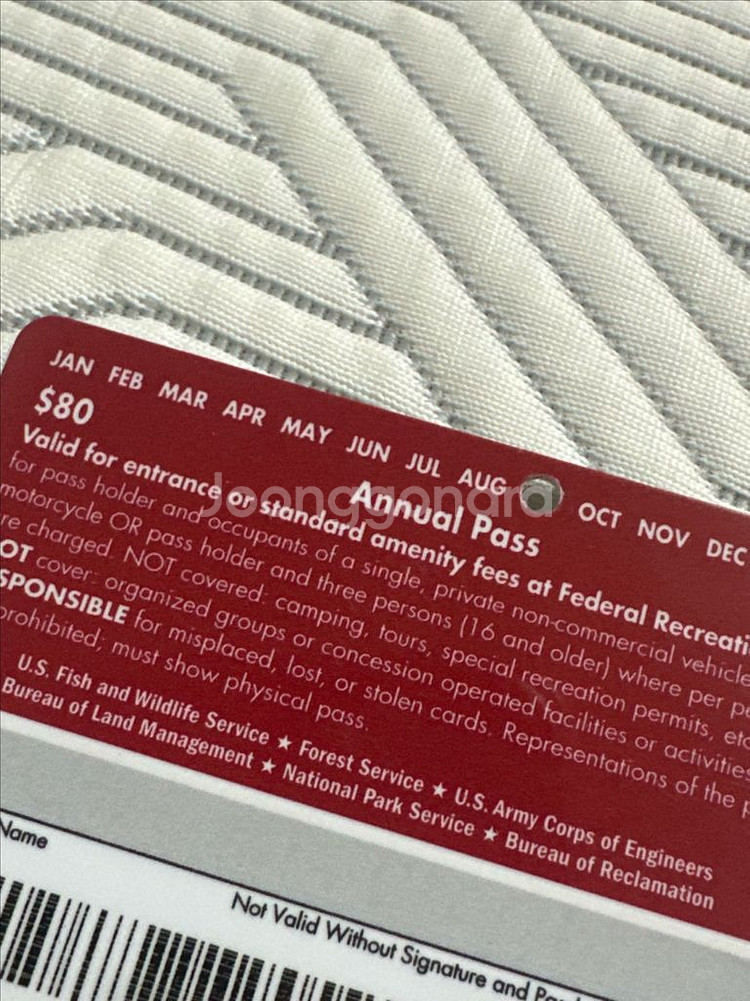 JAN FEB MAR APR MAY JUN JUL AUG OCT NOV DEC
$80
Annual Pass
Valid for entrance or standard amenity fees at Federal Recreati
for pass holder and occupants of a single, private non-commercial vehicle
motorcycle OR pass holder and three persons (16 and older) where per pe
re charged. NOT covered: camping, tours, special recreation permits, etc
OT cover: organized groups or concession operated facilities or activities
SPONSIBLE for misplaced, lost, or stolen cards. Representations of the p
prohibited; must show physical pass.
U.S. Fish and Wildlife Service ★ Forest Service ★ U.S. Army Corps of Engineers
Bureau of Land Management ★ National Park Service ★ Bureau of Reclamation
Name
Not Valid Without Signature and
Joonggonara